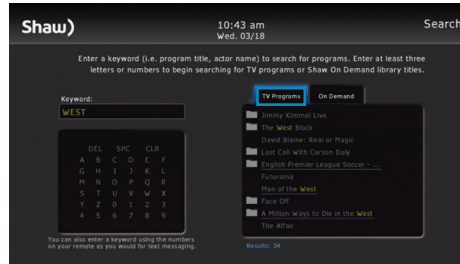 Shaw)
10:43 am
Wed. 03/18
Search
Enter a keyword (i.e. program title, actor name) to search for programs. Enter at least three
letters or numbers to begin searching for TV programs or Shaw On Demand library titles.
Keyword:
WEST
DEL SPC CLR
A B C D E F
G H I J K L
M N O P Q R
S T U V W X
Y Z 0 1 2 3
4 5 6 7 8 9
You can also enter a keyword using the numbers
on your remote as you would for text messaging.
TV Programs On Demand
Jimmy Kimmel Live
The West Block
David Blaine: Real or Magic
Last Call With Carson Daly
English Premier League Soccer - ...
Futurama
Man of the West
Face Off
A Million Ways to Die in the West
The Affair
Results: 34